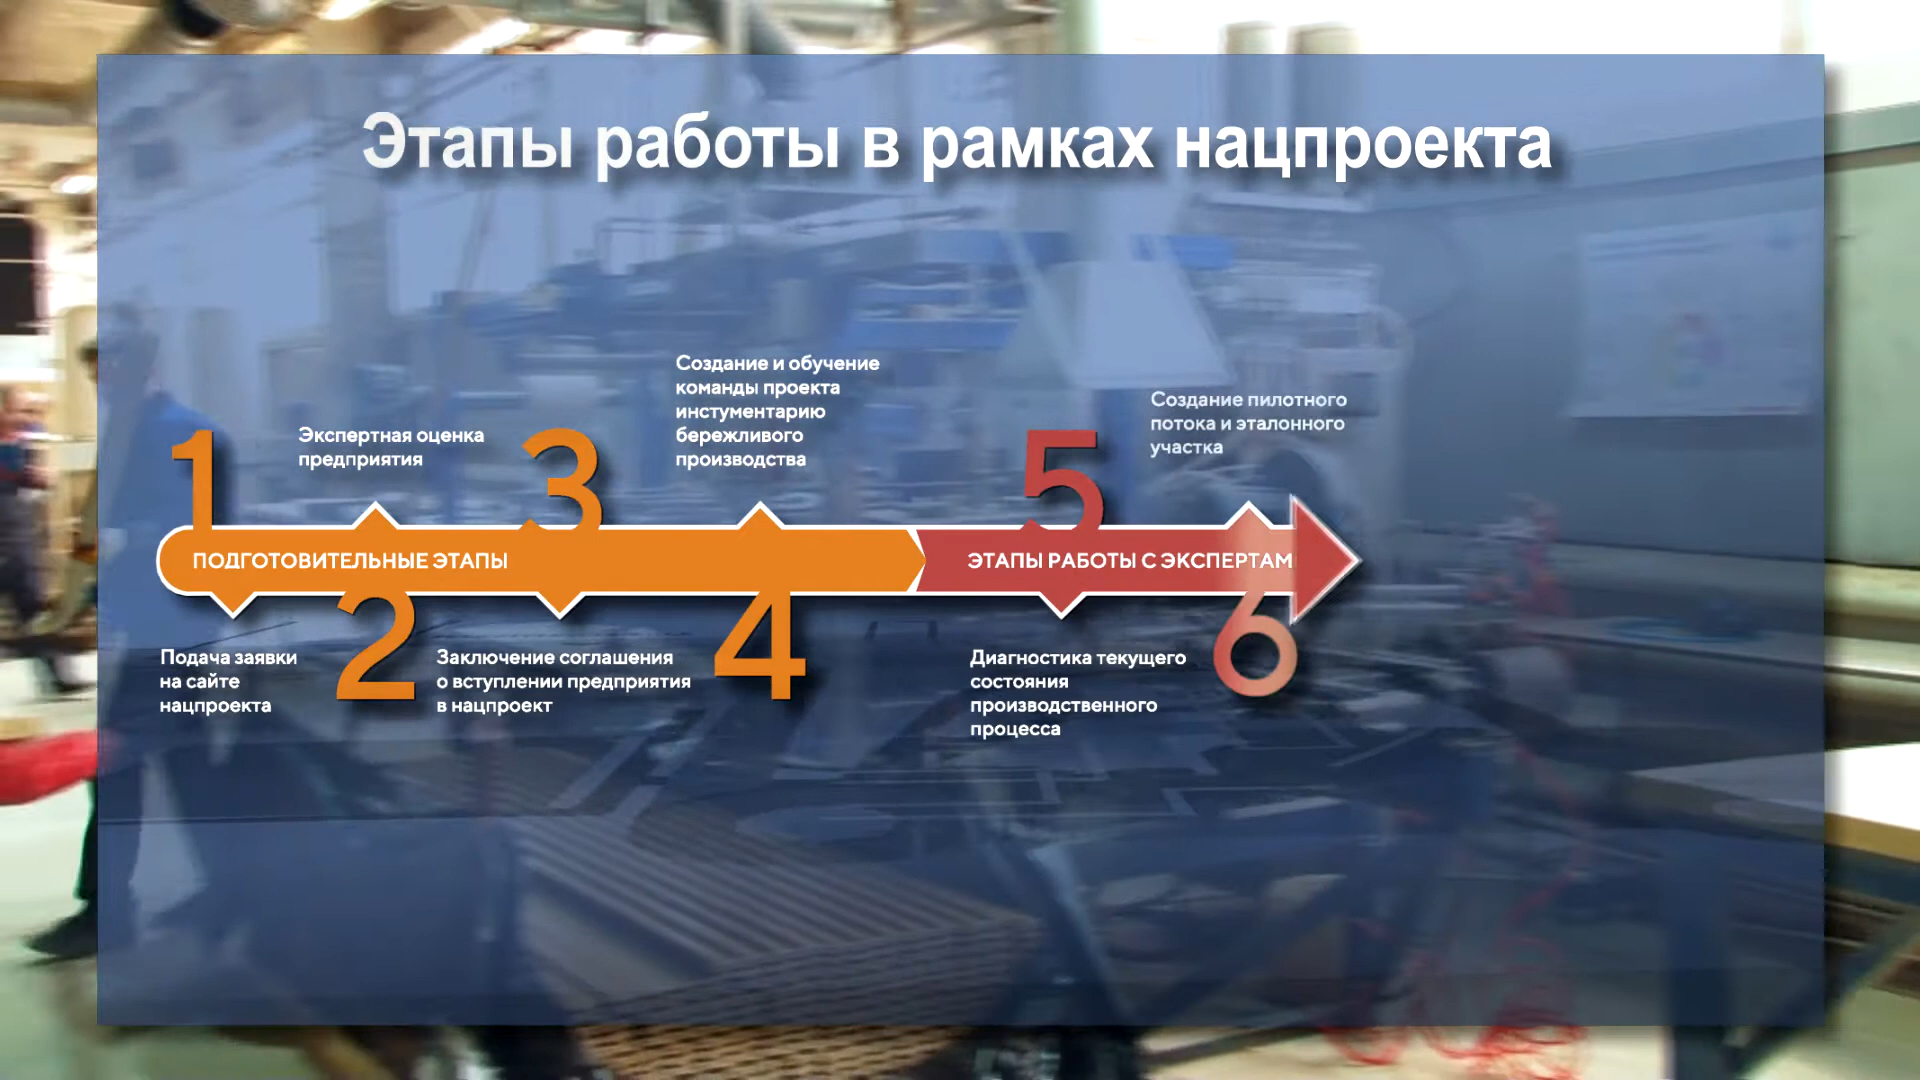 Этапы работы в рамках нацпроекта
1
Подача заявки
на сайте
нацпроекта
2
Экспертная оценка
предприятия
3
Заключение соглашения
о вступлении предприятия
в нацпроект
4
Создание и обучение
команды проекта
инстументарию
бережливого
производства
5
Диагностика текущего
состояния
производственного
процесса
6
Создание пилотного
потока и эталонного
участка
ПОДГОТОВИТЕЛЬНЫЕ ЭТАПЫ
ЭТАПЫ РАБОТЫ С ЭКСПЕРТАМ